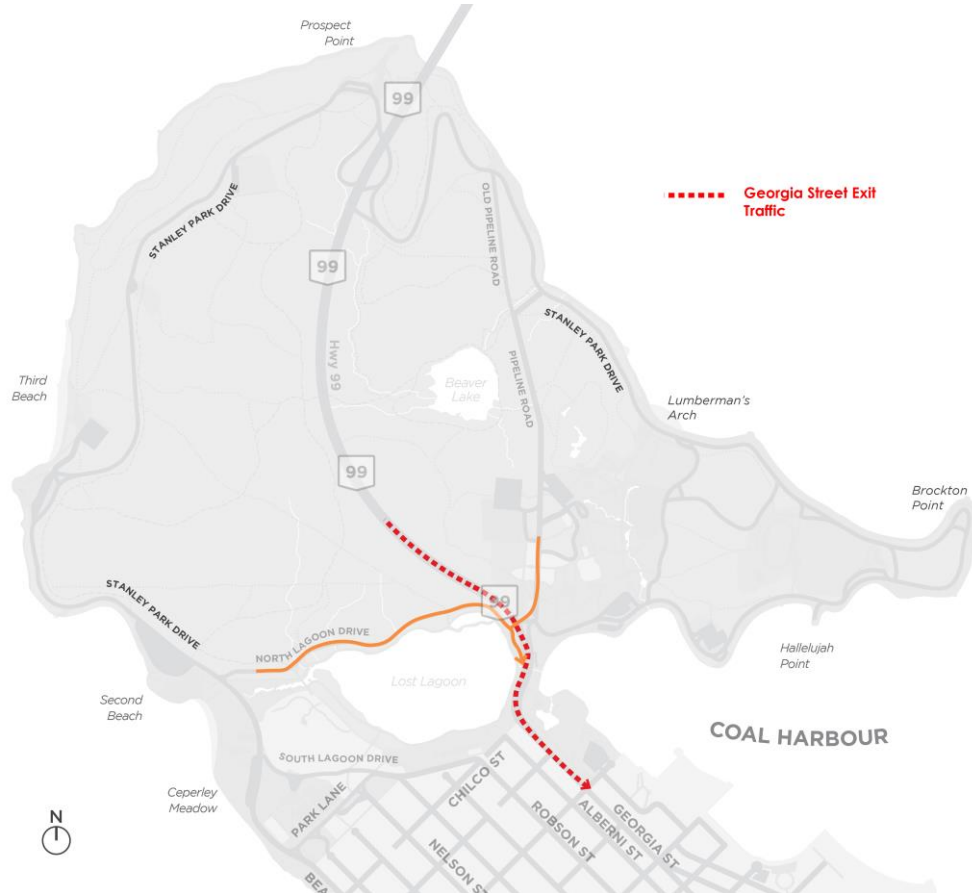 Prospect
Point
99
OLD PIPELINE ROAD
Georgia Street Exit
Traffic
STANLEY PARK DRIVE
99
STANLEY PARK DRIVE
Hwy 99
PIPELINE ROAD
Third
Beach
Beaver
Lake
Lumberman's
Arch
99
Brockton
Point
STANLEY PARK DRIVE
99
NORTH LAGOON DRIVE
Hallelujah
Point
Lost Lagoon
Second
Beach
COAL HARBOUR
SOUTH LAGOON DRIVE
CHILCO ST
Ceperley
Meadow
PARK LANE
GEORGIA ST
ALBERNI ST
ROBSON ST
NELSON ST
N